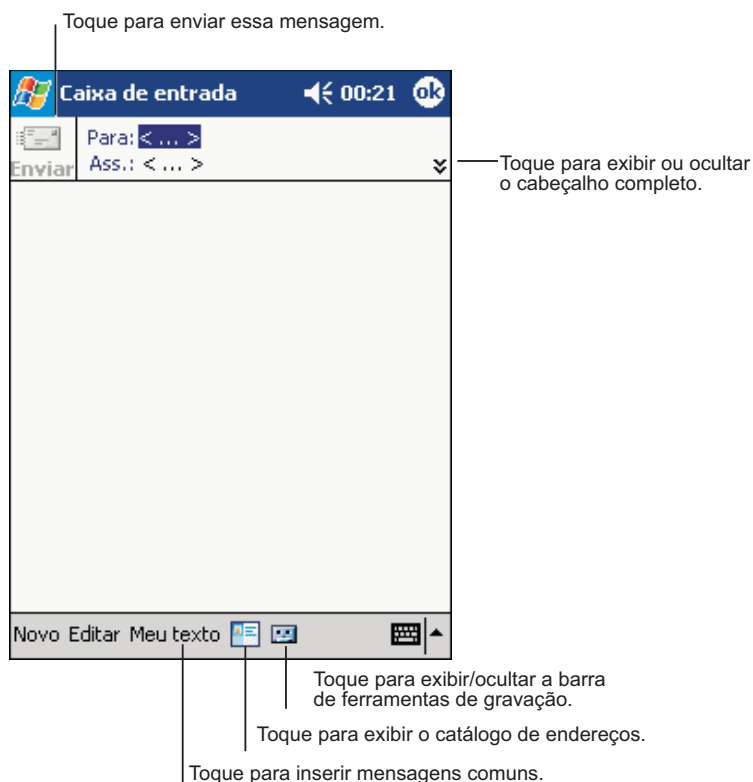 Toque para enviar essa mensagem.
Caixa de entrada 00:21 ok
Para: < ... >
Enviar Ass.: < ... >
Toque para exibir ou ocultar
o cabeçalho completo.
Novo Editar Meu texto
Toque para exibir/ocultar a barra
de ferramentas de gravação.
Toque para exibir o catálogo de endereços.
Toque para inserir mensagens comuns.